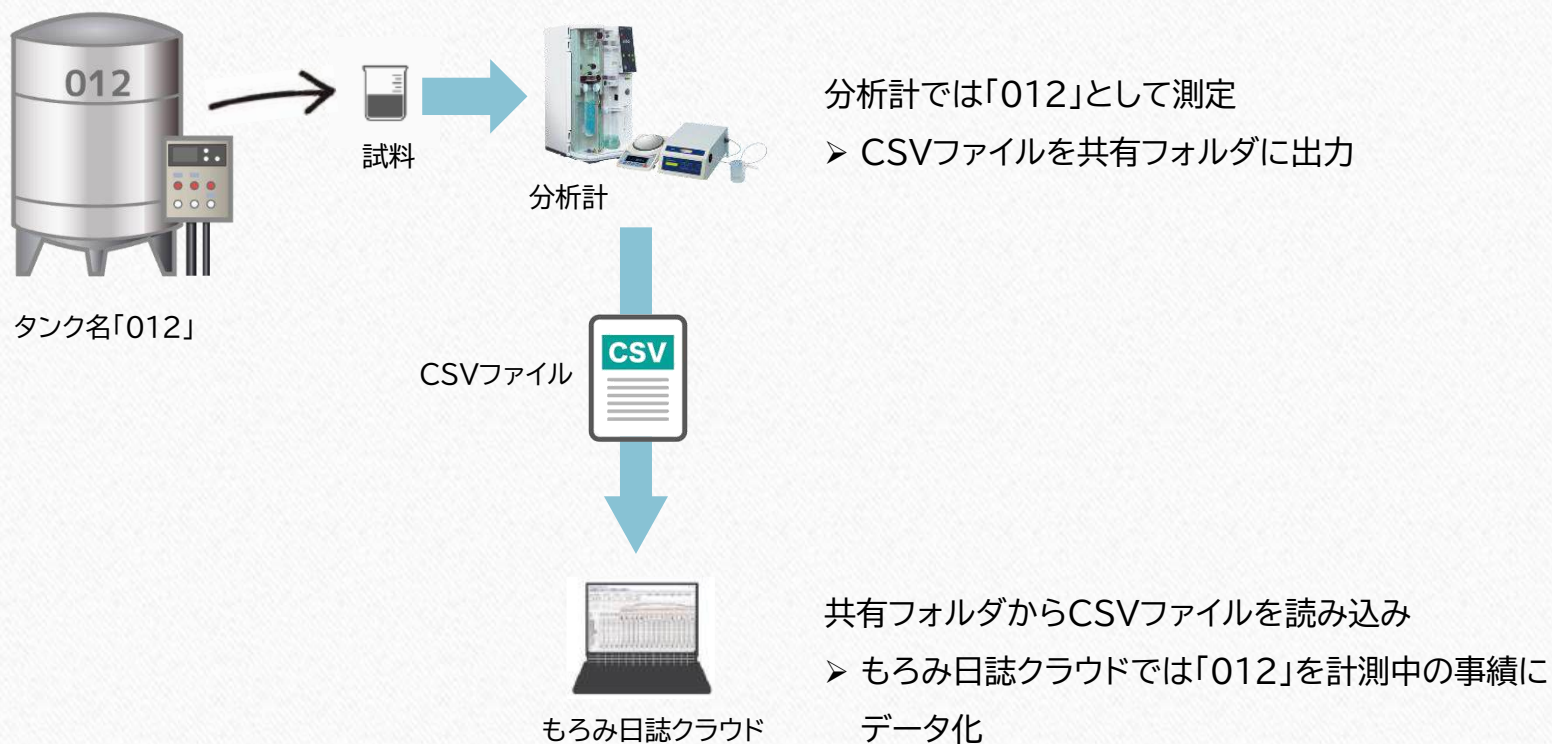 012
タンク名「012」
試料
分析計
分析計では「012」として測定
➢ CSVファイルを共有フォルダに出力
CSVファイル
CSV
もろみ日誌クラウド
共有フォルダからCSVファイルを読み込み
➢ もろみ日誌クラウドでは「012」を計測中の事績に
データ化